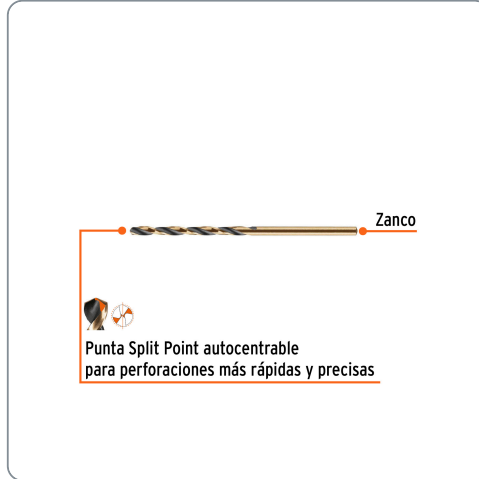 Zanco
Punta Split Point autocentrable
para perforaciones más rápidas y precisas